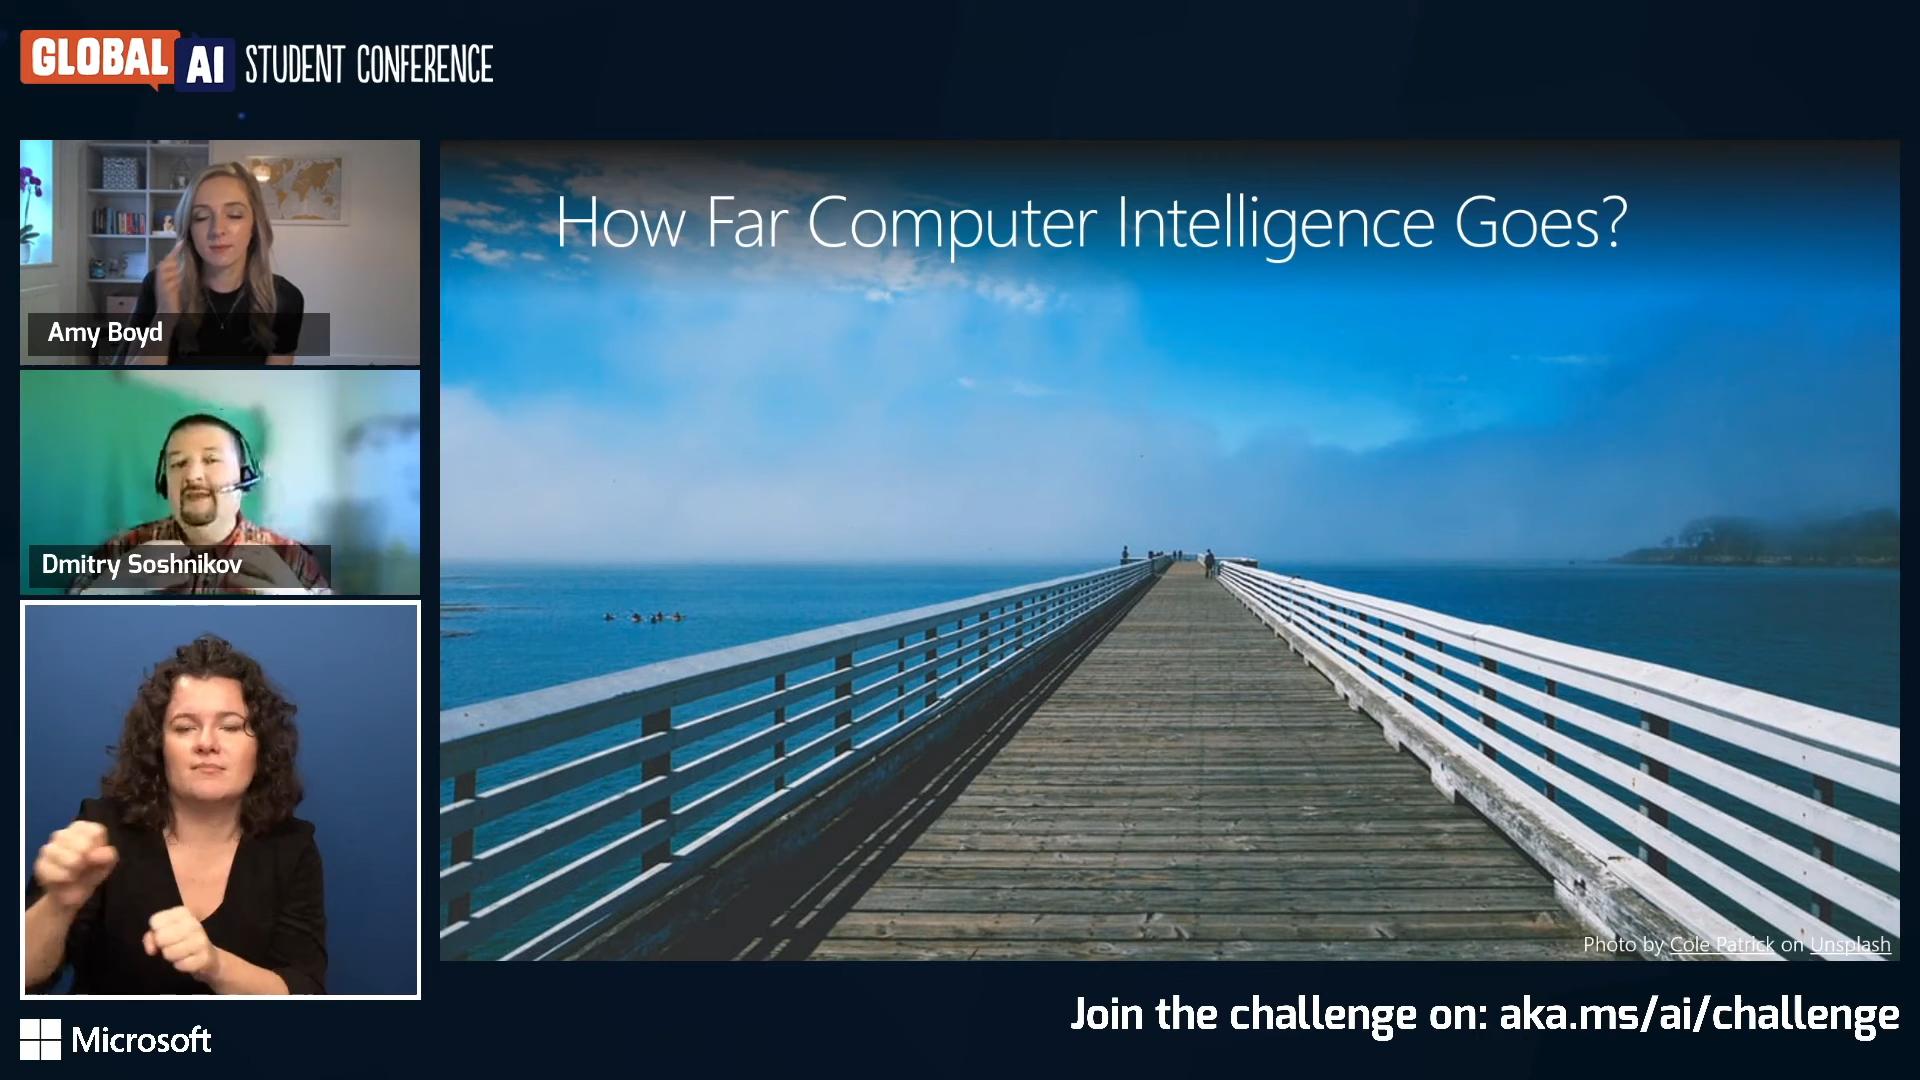 GLOBAL AI STUDENT CONFERENCE
Amy Boyd
Dmitry Soshnikov
How Far Computer Intelligence Goes?
Photo by Cole Patrick on Unsplash
Join the challenge on: aka.ms/ai/challenge
Microsoft